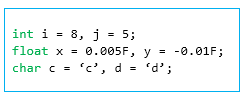 int i = 8, j = 5;
float x = 0.005F, y = -0.01F;
char c = ‘c’, d = ‘d’;